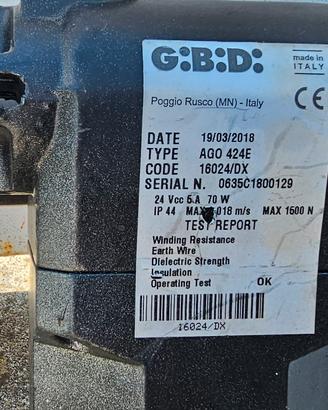 G:B:D:
made in
ITALY
Poggio Rusco (MN) - Italy
CE
DATE 19/03/2018
TYPE AGO 424E
CODE 16024/DX
SERIAL N. 0635C1800129
24 Vcc 5 A 70 W
IP 44 MAX 018 m/s MAX 1500 N
TEST REPORT
Winding Resistance
Earth Wire
Dielectric Strength
Insulation
Operating Test OK
16024/DX